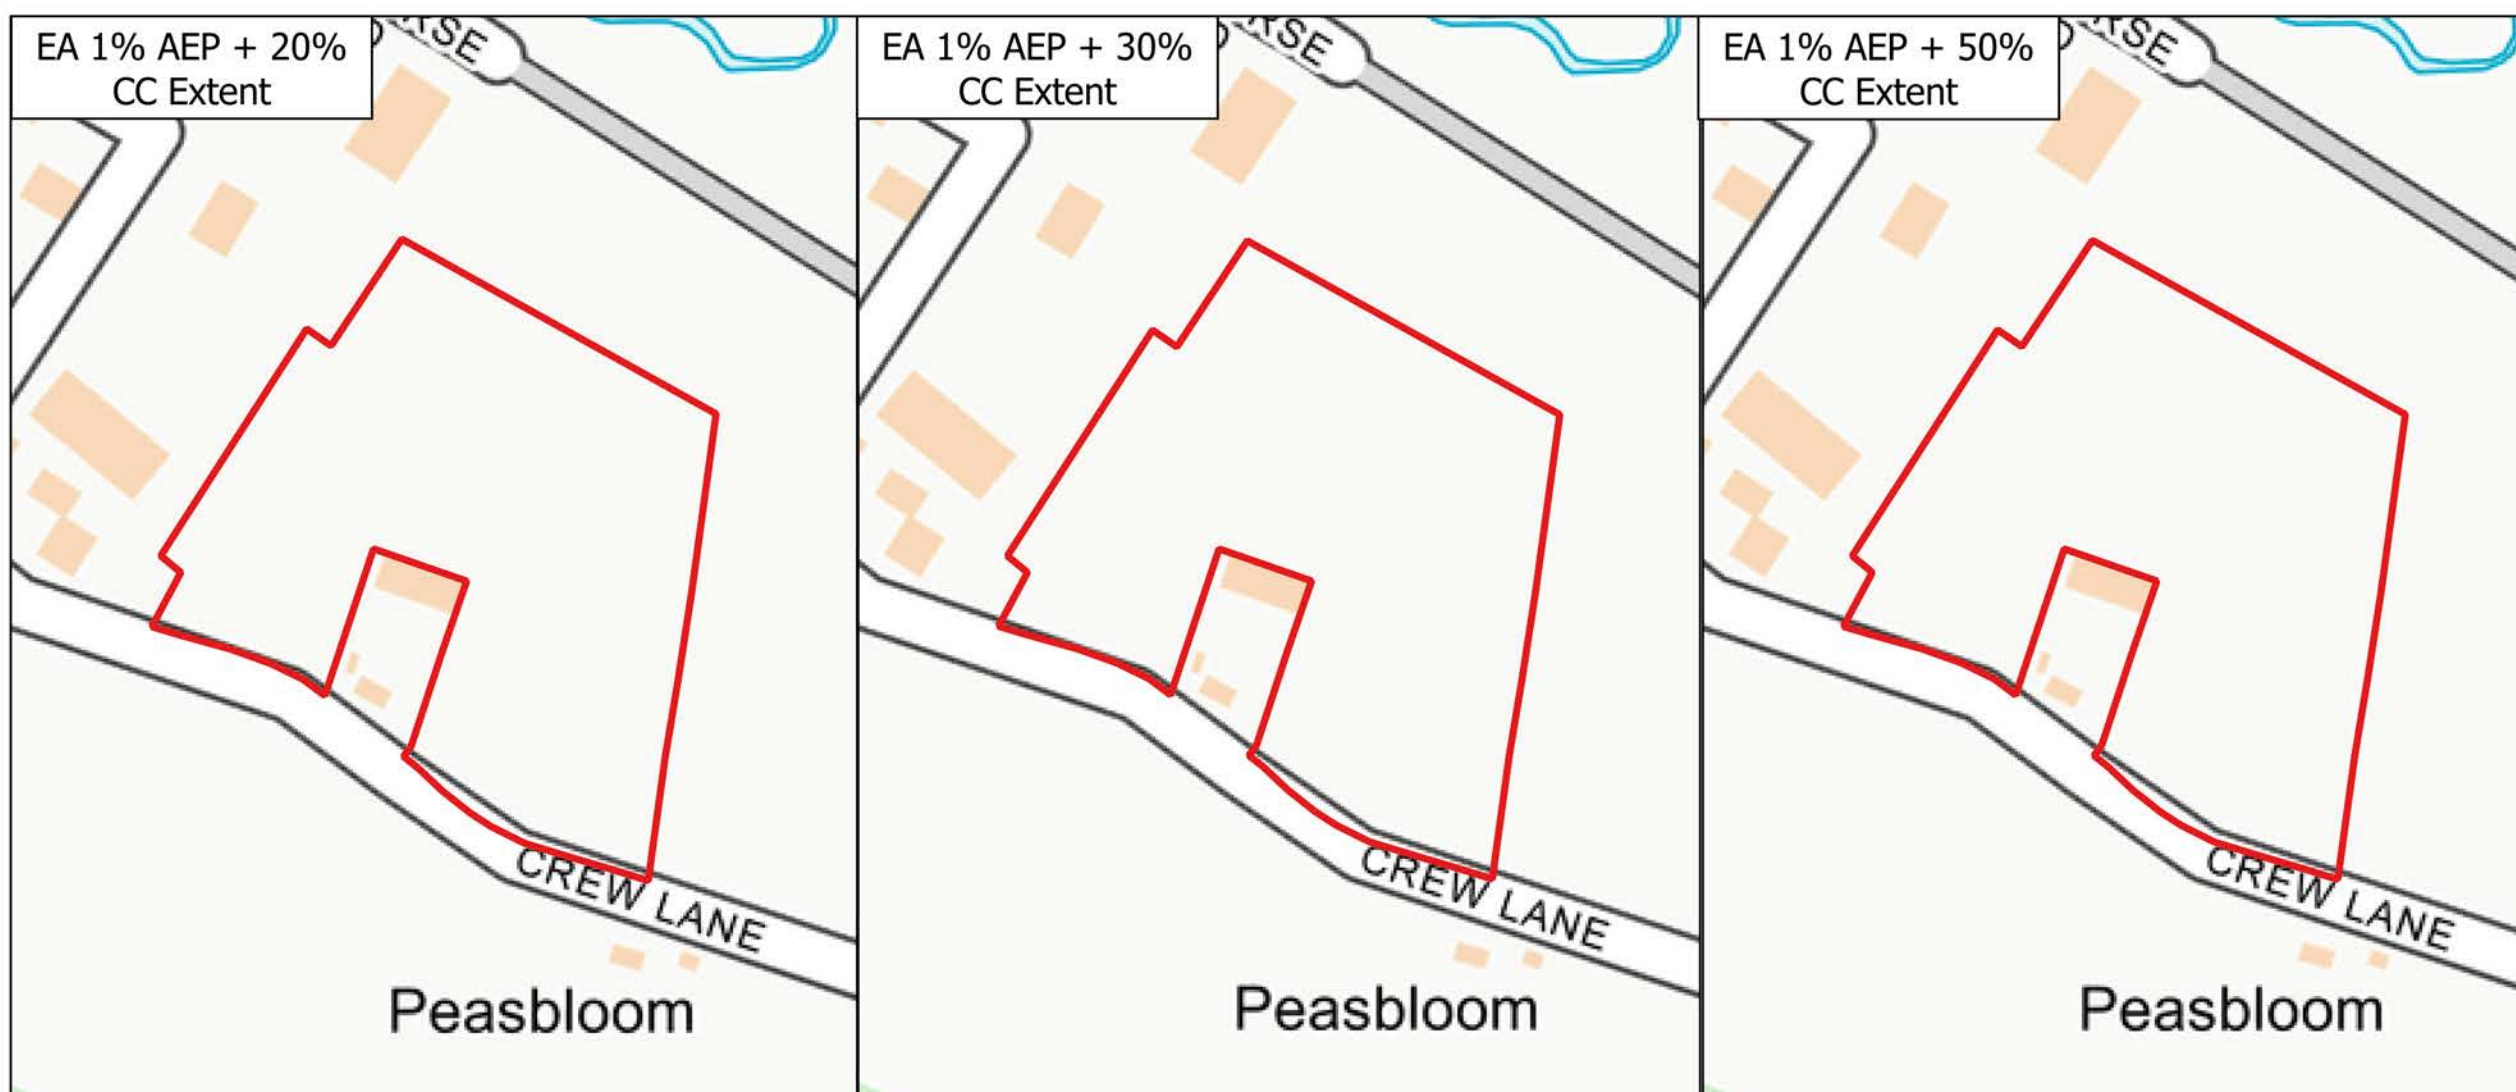 EA 1% AEP + 20%
CC Extent
CREW LANE
Peasbloom
EA 1% AEP + 30%
CC Extent
CREW LANE
Peasbloom
EA 1% AEP + 50%
CC Extent
CREW LANE
Peasbloom